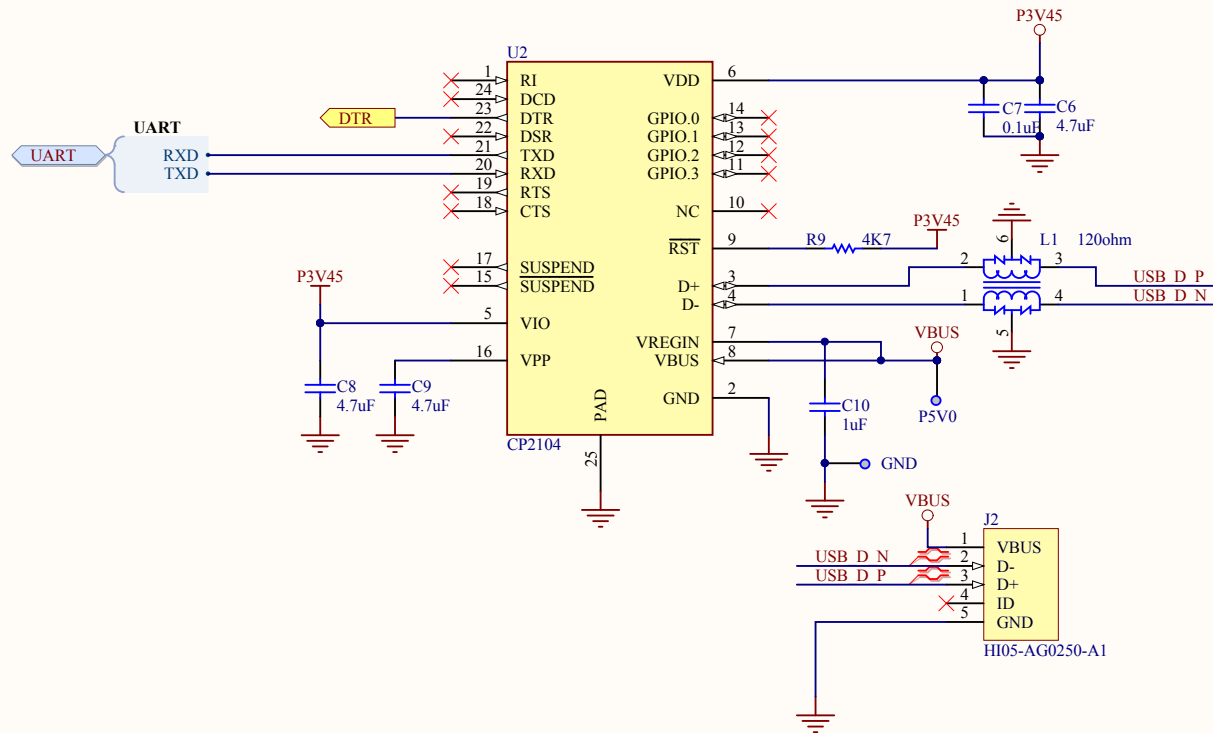 P3V45
U2
1 RI
24 DCD
23 DTR
22 DSR
21 TXD
20 RXD
19 RTS
18 CTS
17 SUSPEND
15 SUSPEND
5 VIO
16 VPP
PAD
25
CP2104
VDD 6
GPIO.0 14
GPIO.1 13
GPIO.2 12
GPIO.3 11
NC 10
RST 9
D+ 3
D- 4
VREGIN 7
VBUS 8
GND 2
DTR
UART
UART
RXD
TXD
P3V45
C8
4.7uF
C9
4.7uF
C7
0.1uF
C6
4.7uF
R9 4K7
P3V45
L1 120ohm
6
2 3
1 4
5
USB_D_P
USB_D_N
VBUS
P5V0
C10
1uF
GND
VBUS
J2
1 VBUS
USB_D_N 2 D-
USB_D_P 3 D+
4 ID
5 GND
HI05-AG0250-A1